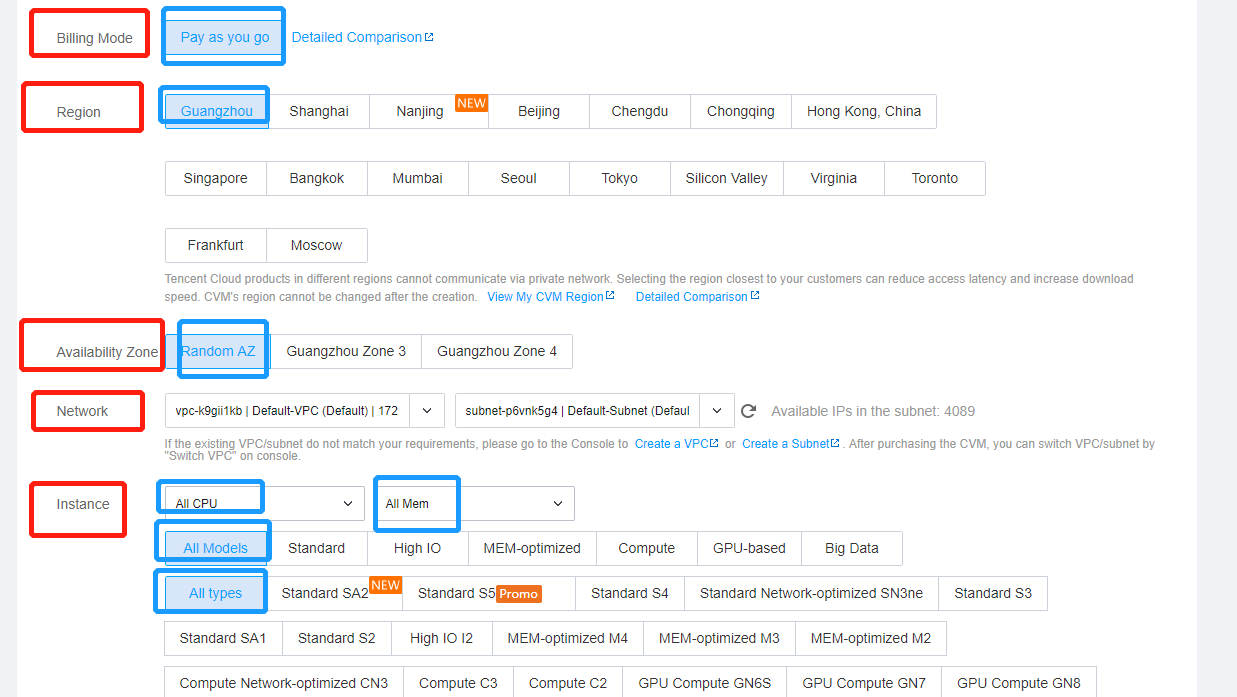 Billing Mode Pay as you go Detailed Comparison
Region Guangzhou Shanghai Nanjing NEW Beijing Chengdu Chongqing Hong Kong, China
Singapore Bangkok Mumbai Seoul Tokyo Silicon Valley Virginia Toronto
Frankfurt Moscow
Tencent Cloud products in different regions cannot communicate via private network. Selecting the region closest to your customers can reduce access latency and increase download
speed. CVM's region cannot be changed after the creation. View My CVM Region Detailed Comparison
Availability Zone Random AZ Guangzhou Zone 3 Guangzhou Zone 4
Network vpc-k9gii1kb | Default-VPC (Default) | 172 subnet-p6vnk5g4 | Default-Subnet (Defaul Available IPs in the subnet: 4089
If the existing VPC/subnet do not match your requirements, please go to the Console to Create a VPC or Create a Subnet . After purchasing the CVM, you can switch VPC/subnet by
"Switch VPC" on console.
Instance All CPU All Mem
All Models Standard High IO MEM-optimized Compute GPU-based Big Data
All types Standard SA2 NEW Standard S5 Promo Standard S4 Standard Network-optimized SN3ne Standard S3
Standard SA1 Standard S2 High IO I2 MEM-optimized M4 MEM-optimized M3 MEM-optimized M2
Compute Network-optimized CN3 Compute C3 Compute C2 GPU Compute GN6S GPU Compute GN7 GPU Compute GN8